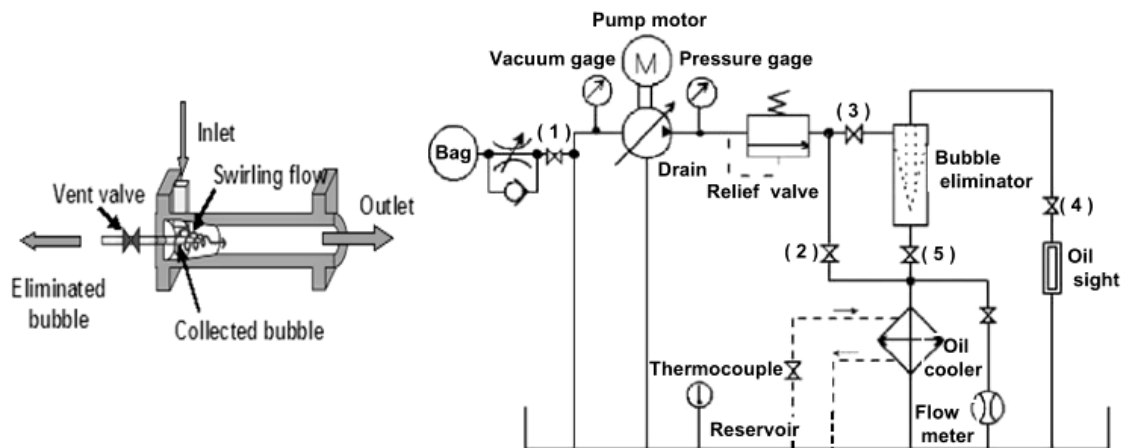 Inlet
Swirling flow
Vent valve
Outlet
Eliminated
bubble
Collected bubble
Pump motor
Vacuum gage
M
Pressure gage
( 1 )
( 3 )
Bag
Drain
Relief valve
Bubble
eliminator
( 4 )
( 2 )
( 5 )
Oil
sight
Thermocouple
Oil
cooler
Reservoir
Flow
meter